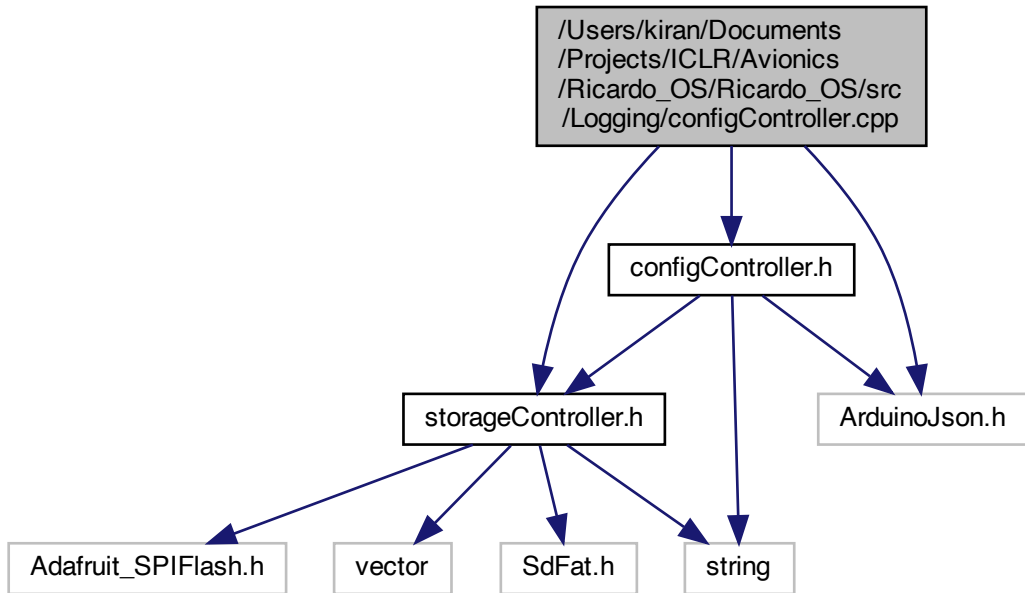 /Users/kiran/Documents
/Projects/ICLR/Avionics
/Ricardo_OS/Ricardo_OS/src
/Logging/configController.cpp
configController.h
storageController.h
ArduinoJson.h
Adafruit_SPIFlash.h
vector
SdFat.h
string